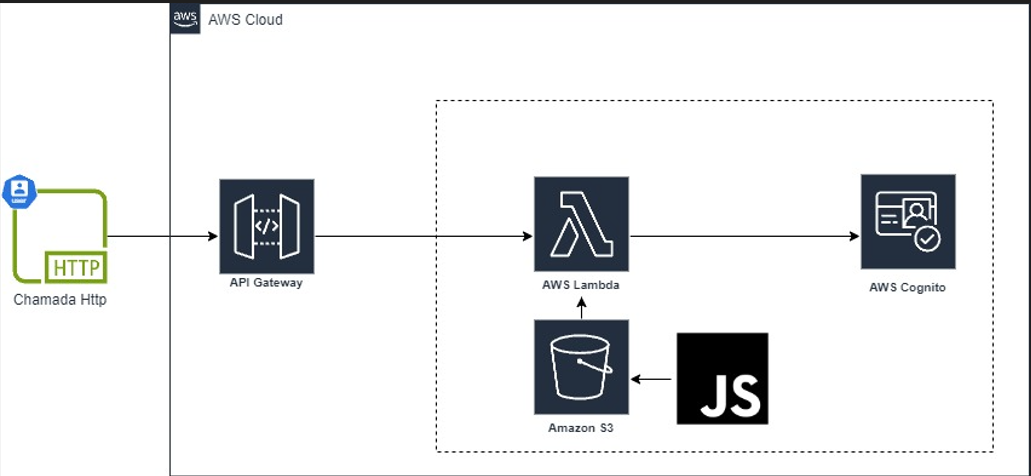 aws
AWS Cloud
user
HTTP
Chamada Http
</>
API Gateway
AWS Lambda
AWS Cognito
Amazon S3
JS